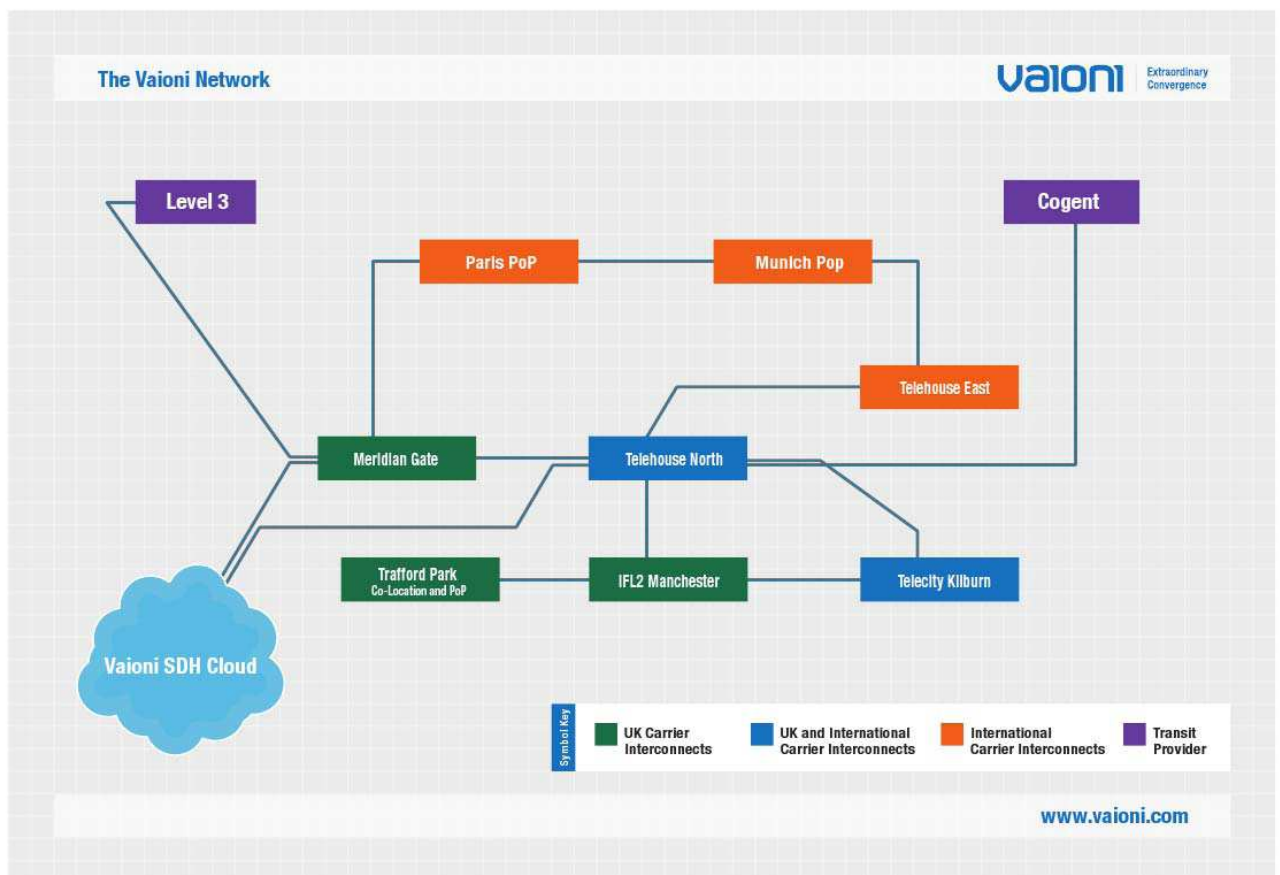 The Vaioni Network
vaioni
Extraordinary
Convergence
Level 3
Cogent
Paris PoP
Munich Pop
Telehouse East
Meridian Gate
Telehouse North
Trafford Park
Co-Location and PoP
IFL2 Manchester
Telecity Kilburn
Vaioni SDH Cloud
Symbol Key
UK Carrier
Interconnects
UK and International
Carrier Interconnects
International
Carrier Interconnects
Transit
Provider
www.vaioni.com